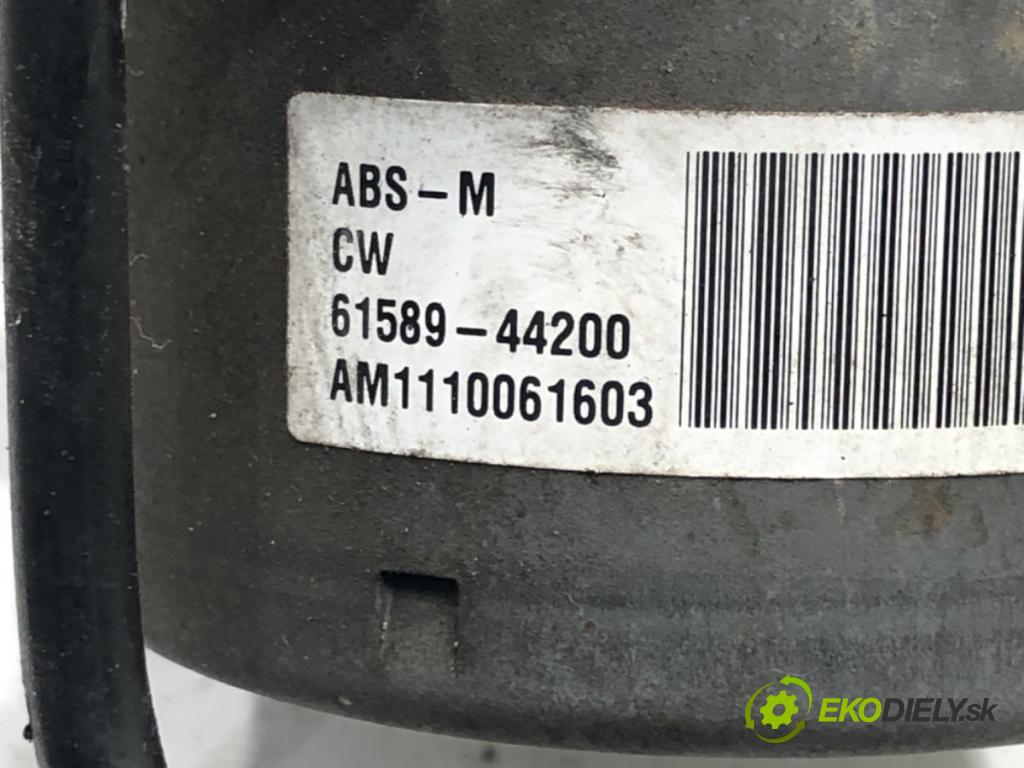 ABS-M
CW
61589-44200
AM1110061603
EKODIELY.sk